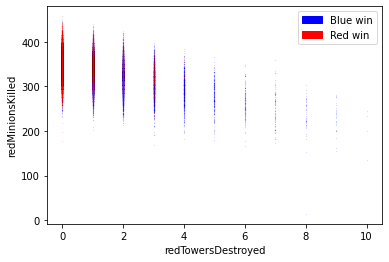 Blue win
Red win
redMinionsKilled
400
300
200
100
0
0 2 4 6 8 10
redTowersDestroyed